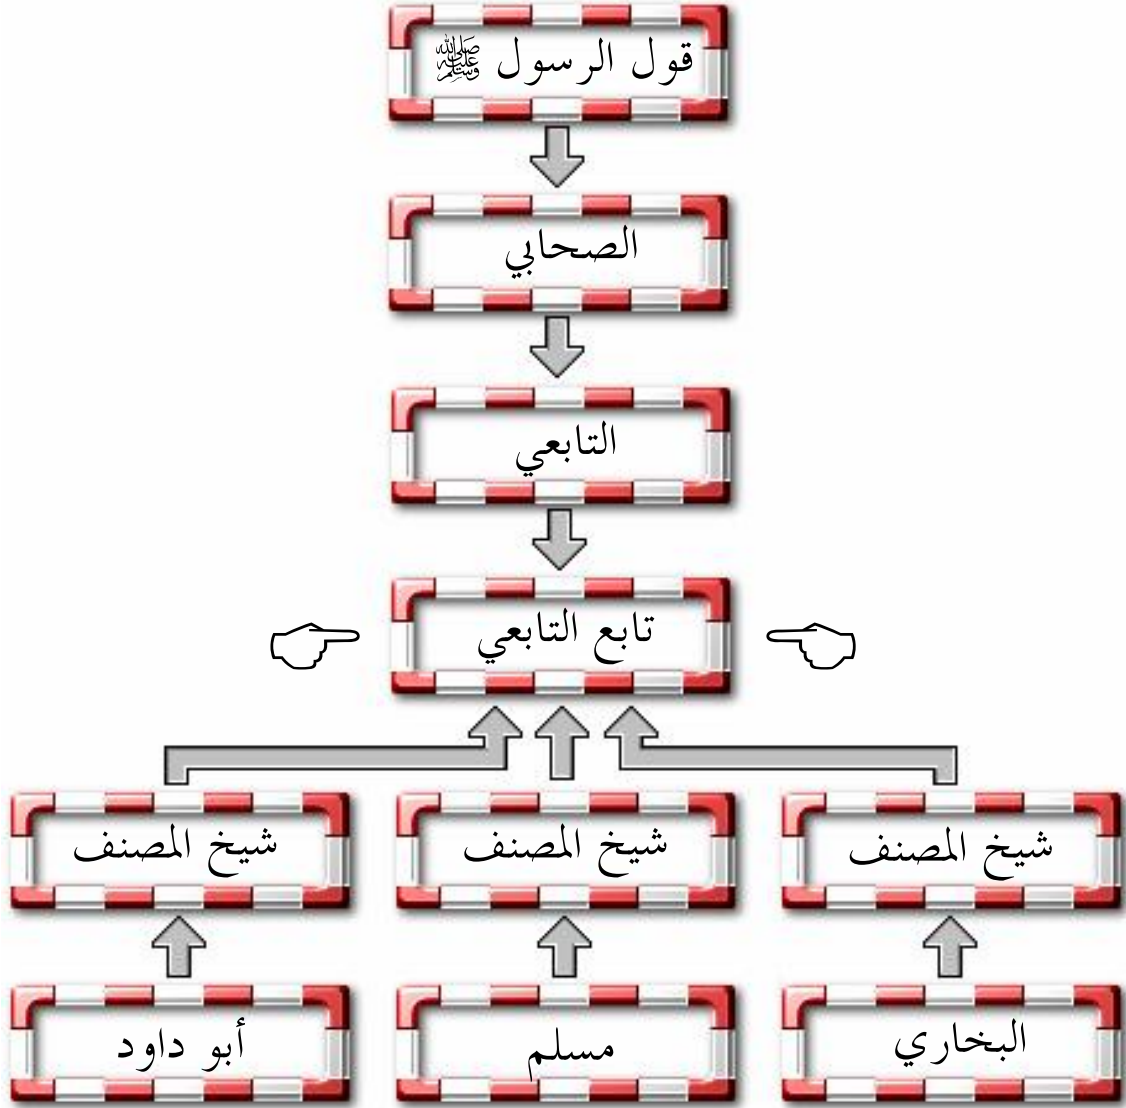 قول الرسول ﷺ
الصحابي
التابعي
تابع التابعي
شيخ المصنف
شيخ المصنف
شيخ المصنف
البخاري
مسلم
أبو داود